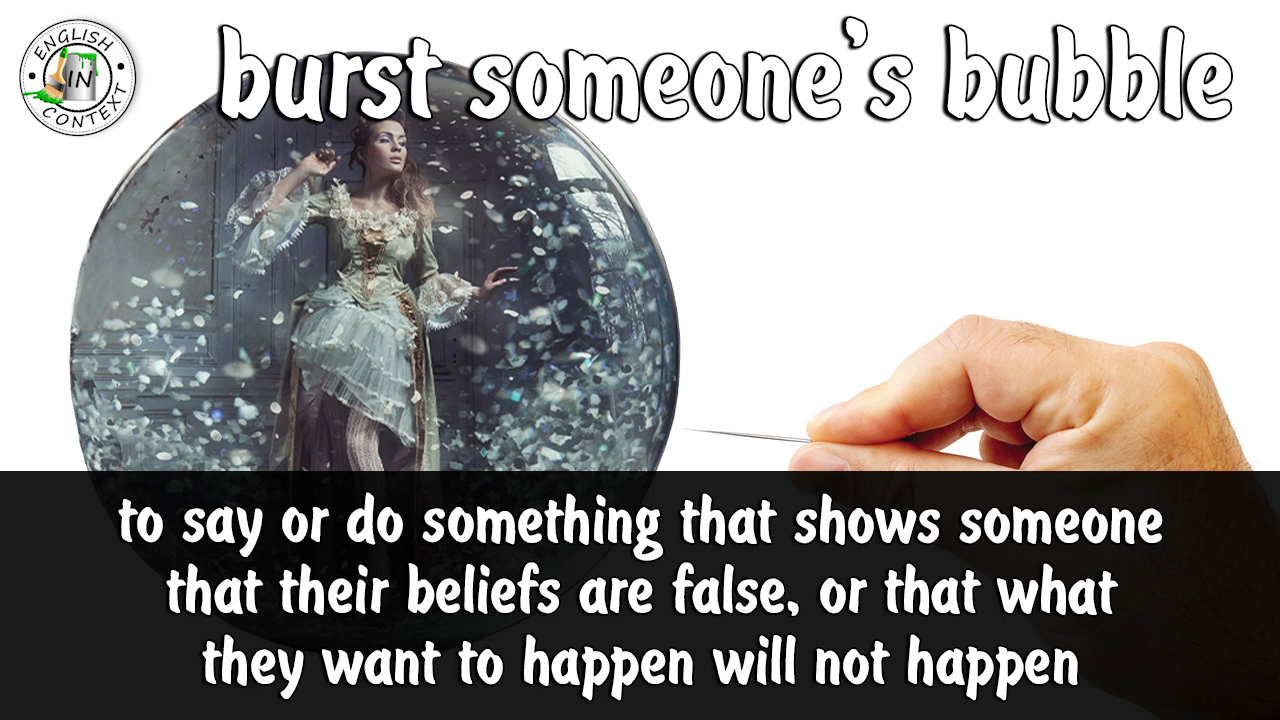 ENGLISH
IN
CONTEXT
burst someone's bubble
to say or do something that shows someone
that their beliefs are false, or that what
they want to happen will not happen